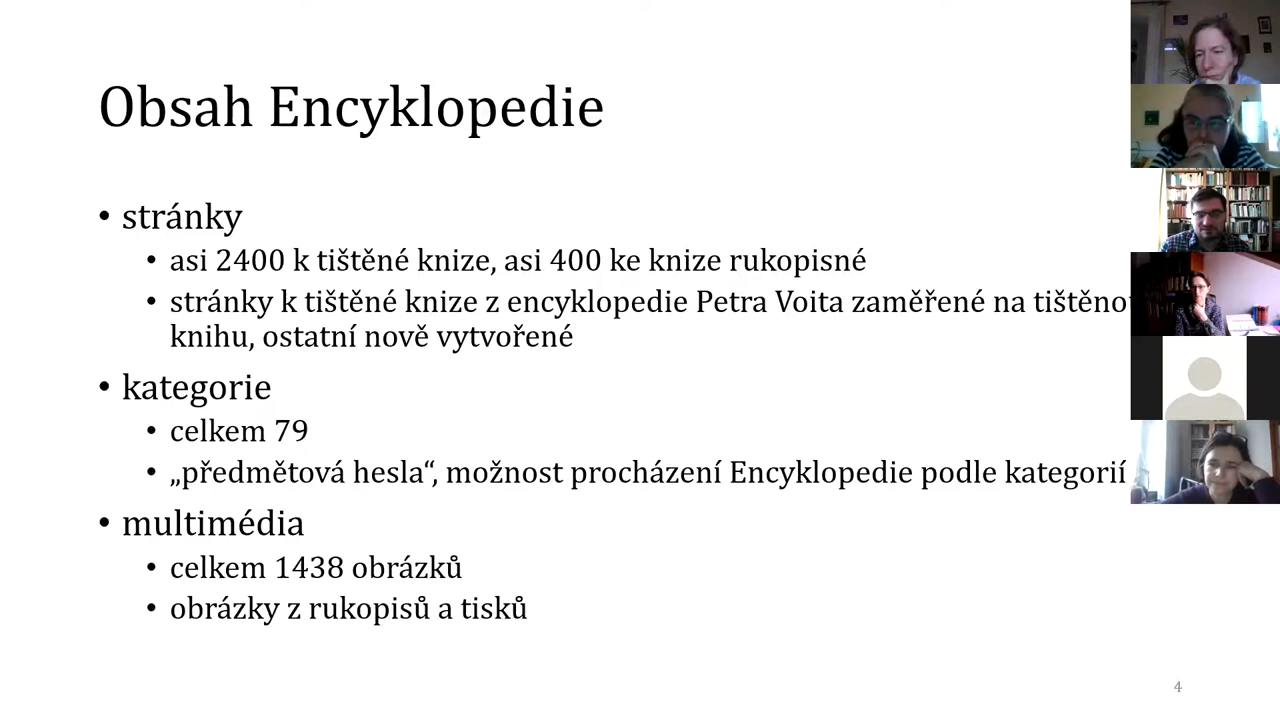 Obsah Encyklopedie
• stránky
• asi 2400 k tištěné knize, asi 400 ke knize rukopisné
• stránky k tištěné knize z encyklopedie Petra Voita zaměřené na
knihu, ostatní nově vytvořené
• kategorie
• celkem 79
• „předmětová hesla“, možnost procházení Encyklopedie podle kategorií
• multimédia
• celkem 1438 obrázků
• obrázky z rukopisů a tisků
4